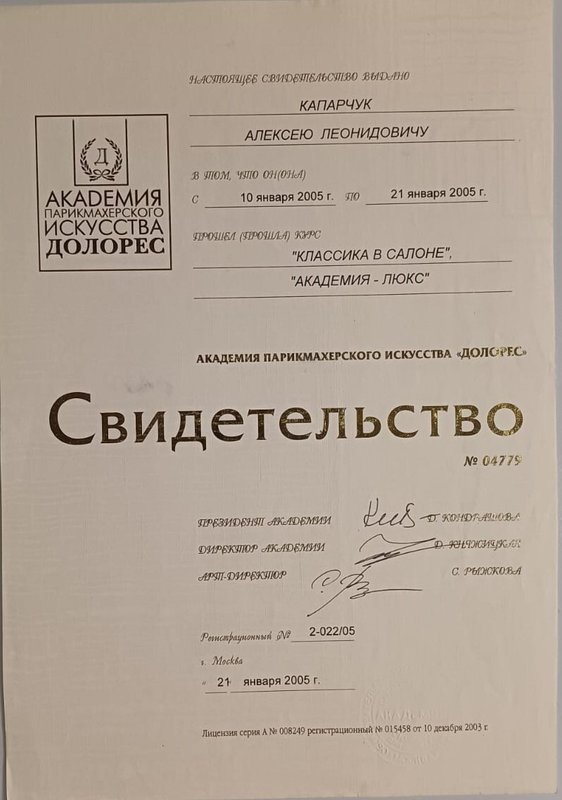 НАСТОЯЩЕЕ СВИДЕТЕЛЬСТВО ВЫДАНО
КАПАРЧУК
АЛЕКСЕЮ ЛЕОНИДОВИЧУ
В ТОМ, ЧТО ОН(ОНА)
С 10 января 2005 г. ПО 21 января 2005 г.
ПРОШЕЛ (ПРОШЛА) КУРС
"КЛАССИКА В САЛОНЕ",
"АКАДЕМИЯ - ЛЮКС"
Д
АКАДЕМИЯ
ПАРИКМАХЕРСКОГО
ИСКУССТВА
ДОЛОРЕС
АКАДЕМИЯ ПАРИКМАХЕРСКОГО ИСКУССТВА «ДОЛОРЕС»
Свидетельство
№ 04779
ПРЕЗИДЕНТ АКАДЕМИИ Д. КОНДРАШОВА
ДИРЕКТОР АКАДЕМИИ Д. КНЯЖИЦКАЯ
АРТ-ДИРЕКТОР С. РЫЖКОВА
Регистрационный № 2-022/05
г. Москва
" 21 января 2005 г.
Лицензия серия А № 008249 регистрационный № 015458 от 10 декабря 2003 г.